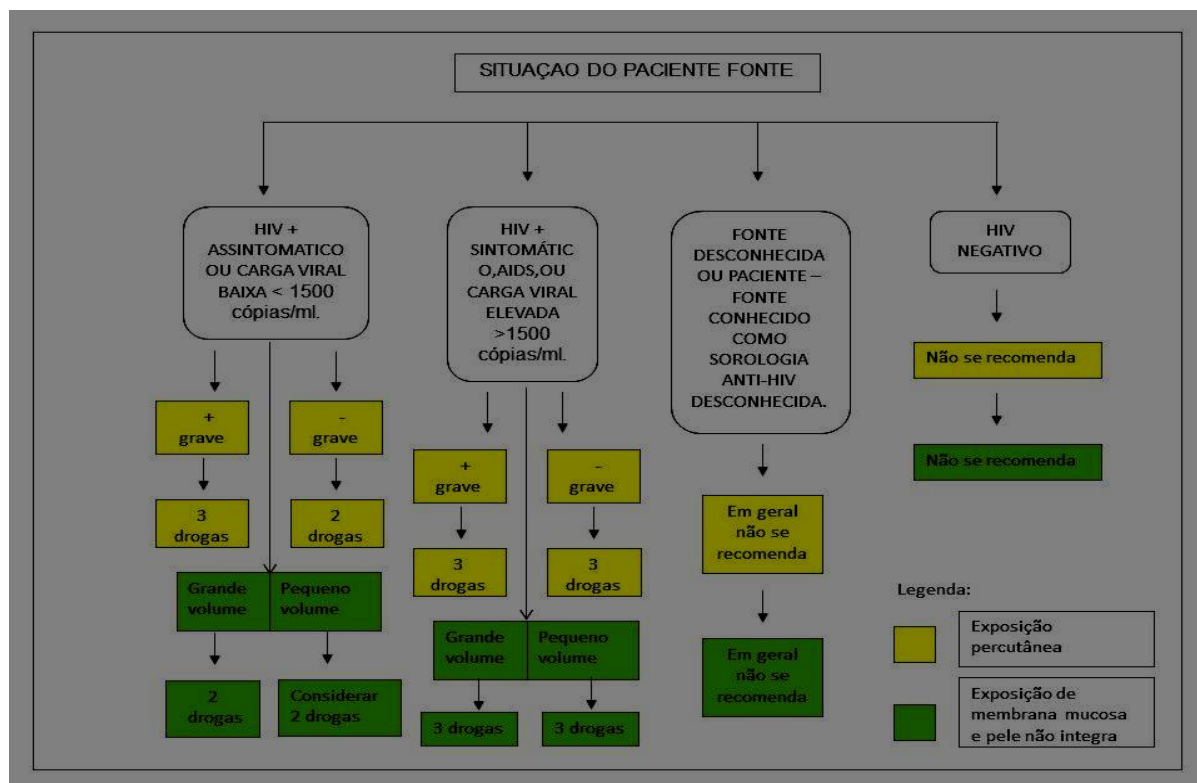 SITUAÇAO DO PACIENTE FONTE
HIV +
ASSINTOMATICO
OU CARGA VIRAL
BAIXA < 1500
cópias/ml.
+
grave
-
grave
3
drogas
2
drogas
Grande
volume
Pequeno
volume
2
drogas
Considerar
2 drogas
HIV +
SINTOMÁTIC
O,AIDS,OU
CARGA VIRAL
ELEVADA
>1500
cópias/ml.
+
grave
-
grave
3
drogas
3
drogas
Grande
volume
Pequeno
volume
3 drogas
3 drogas
FONTE
DESCONHECIDA
OU PACIENTE –
FONTE
CONHECIDO
COMO
SOROLOGIA
ANTI-HIV
DESCONHECIDA.
Em geral
não se
recomenda
Em geral
não se
recomenda
HIV
NEGATIVO
Não se recomenda
Não se recomenda
Legenda:
Exposição
percutânea
Exposição de
membrana mucosa
e pele não integra